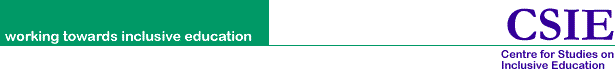 working towards inclusive education
CSIE
Centre for Studies on
Inclusive Education